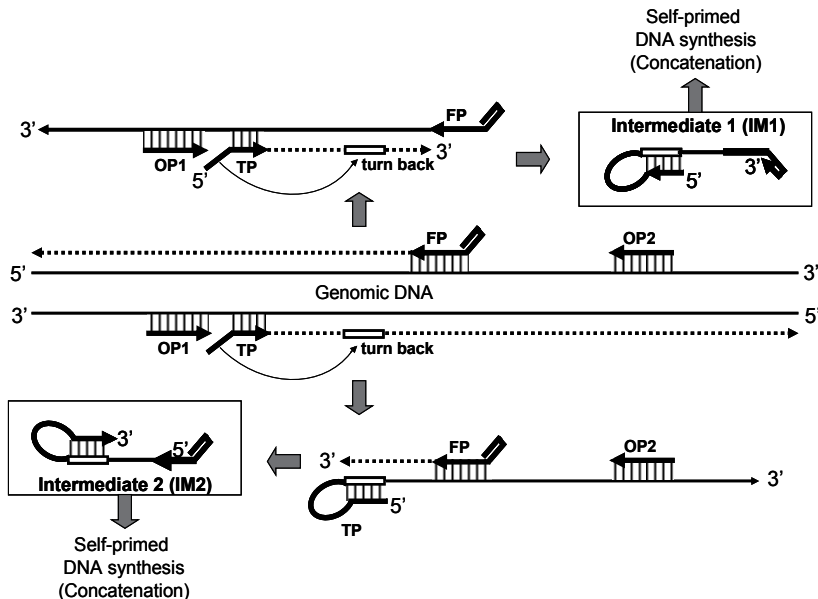 Self-primed
DNA synthesis
(Concatenation)
FP
3’
3’
OP1
TP
turn back
5’
Intermediate 1 (IM1)
3’
5’
FP
OP2
5’
3’
Genomic DNA
3’
5’
OP1
TP
turn back
3’
5’
Intermediate 2 (IM2)
3’
FP
OP2
3’
5’
TP
Self-primed
DNA synthesis
(Concatenation)